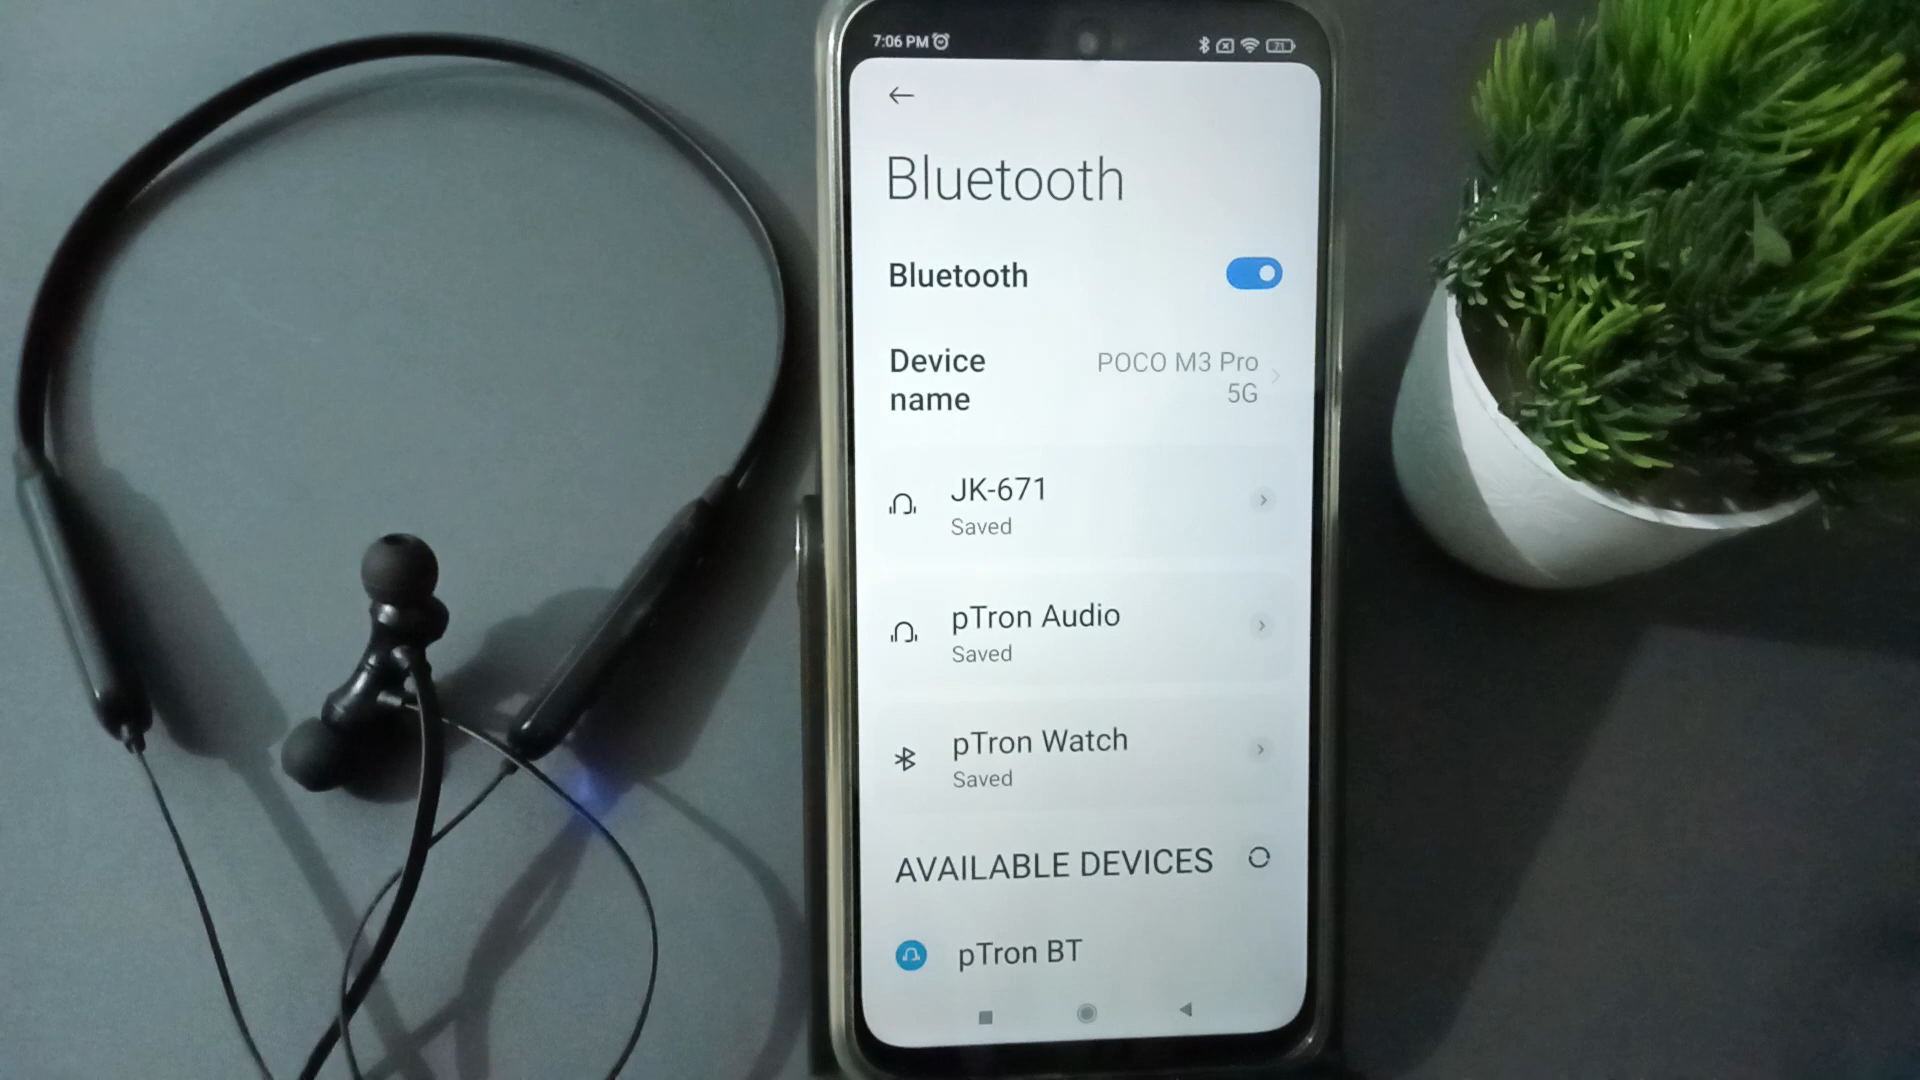 7:06 PM
71
Bluetooth
Bluetooth
Device
name
POCO M3 Pro
5G
JK-671
Saved
pTron Audio
Saved
pTron Watch
Saved
AVAILABLE DEVICES
pTron BT